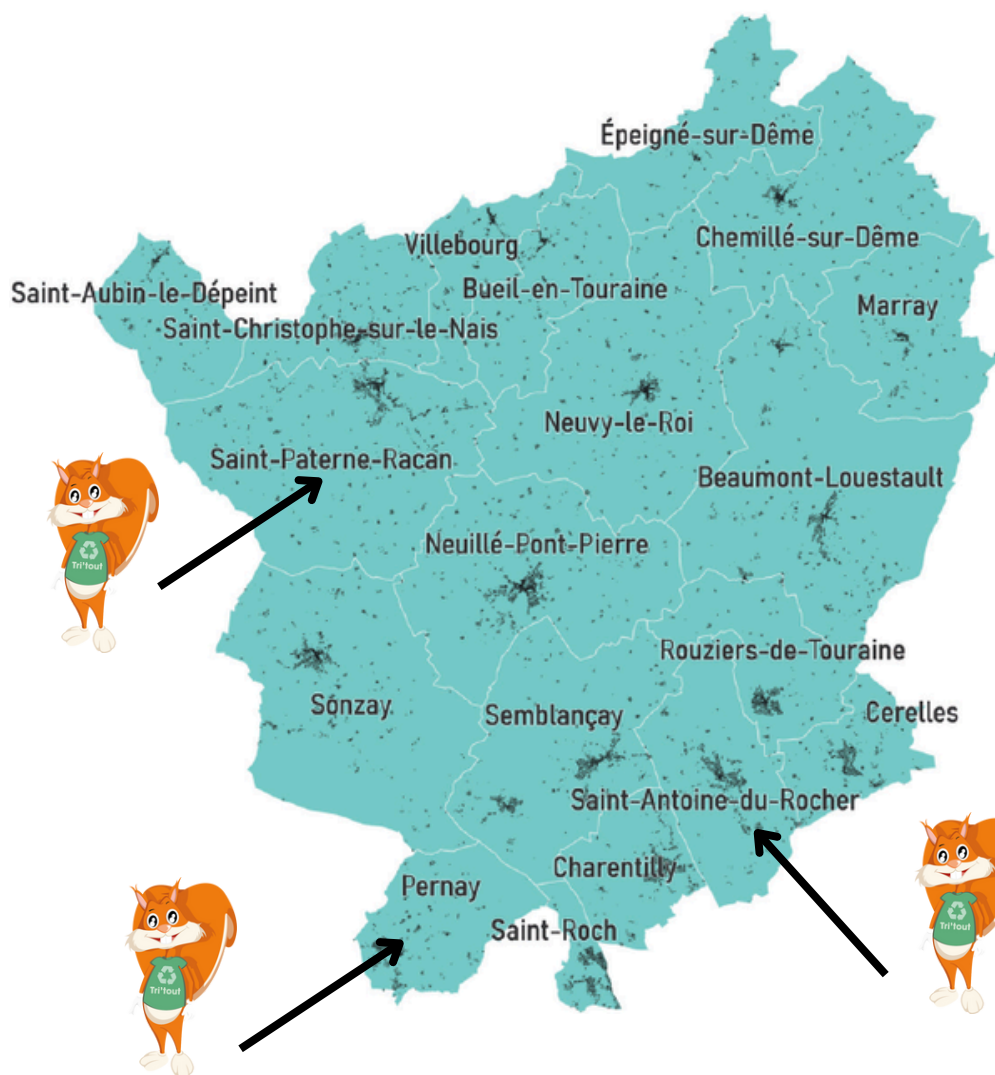 Épeigné-sur-Dême
Villebourg
Chemillé-sur-Dême
Saint-Aubin-le-Dépeint
Bueil-en-Touraine
Marray
Saint-Christophe-sur-le-Nais
Neuvy-le-Roi
Saint-Paterne-Racan
Beaumont-Louestault
Neuillé-Pont-Pierre
Tri'tout
Rouziers-de-Touraine
Sonzay
Semblançay
Cerelles
Saint-Antoine-du-Rocher
Charentilly
Pernay
Saint-Roch
Tri'tout
Tri'tout